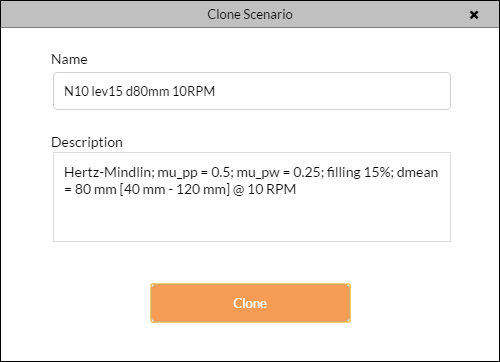 Clone Scenario
Name
N10 lev15 d80mm 10RPM
Description
Hertz-Mindlin; mu_pp = 0.5; mu_pw = 0.25; filling 15%; dmean
= 80 mm [40 mm - 120 mm] @ 10 RPM
Clone